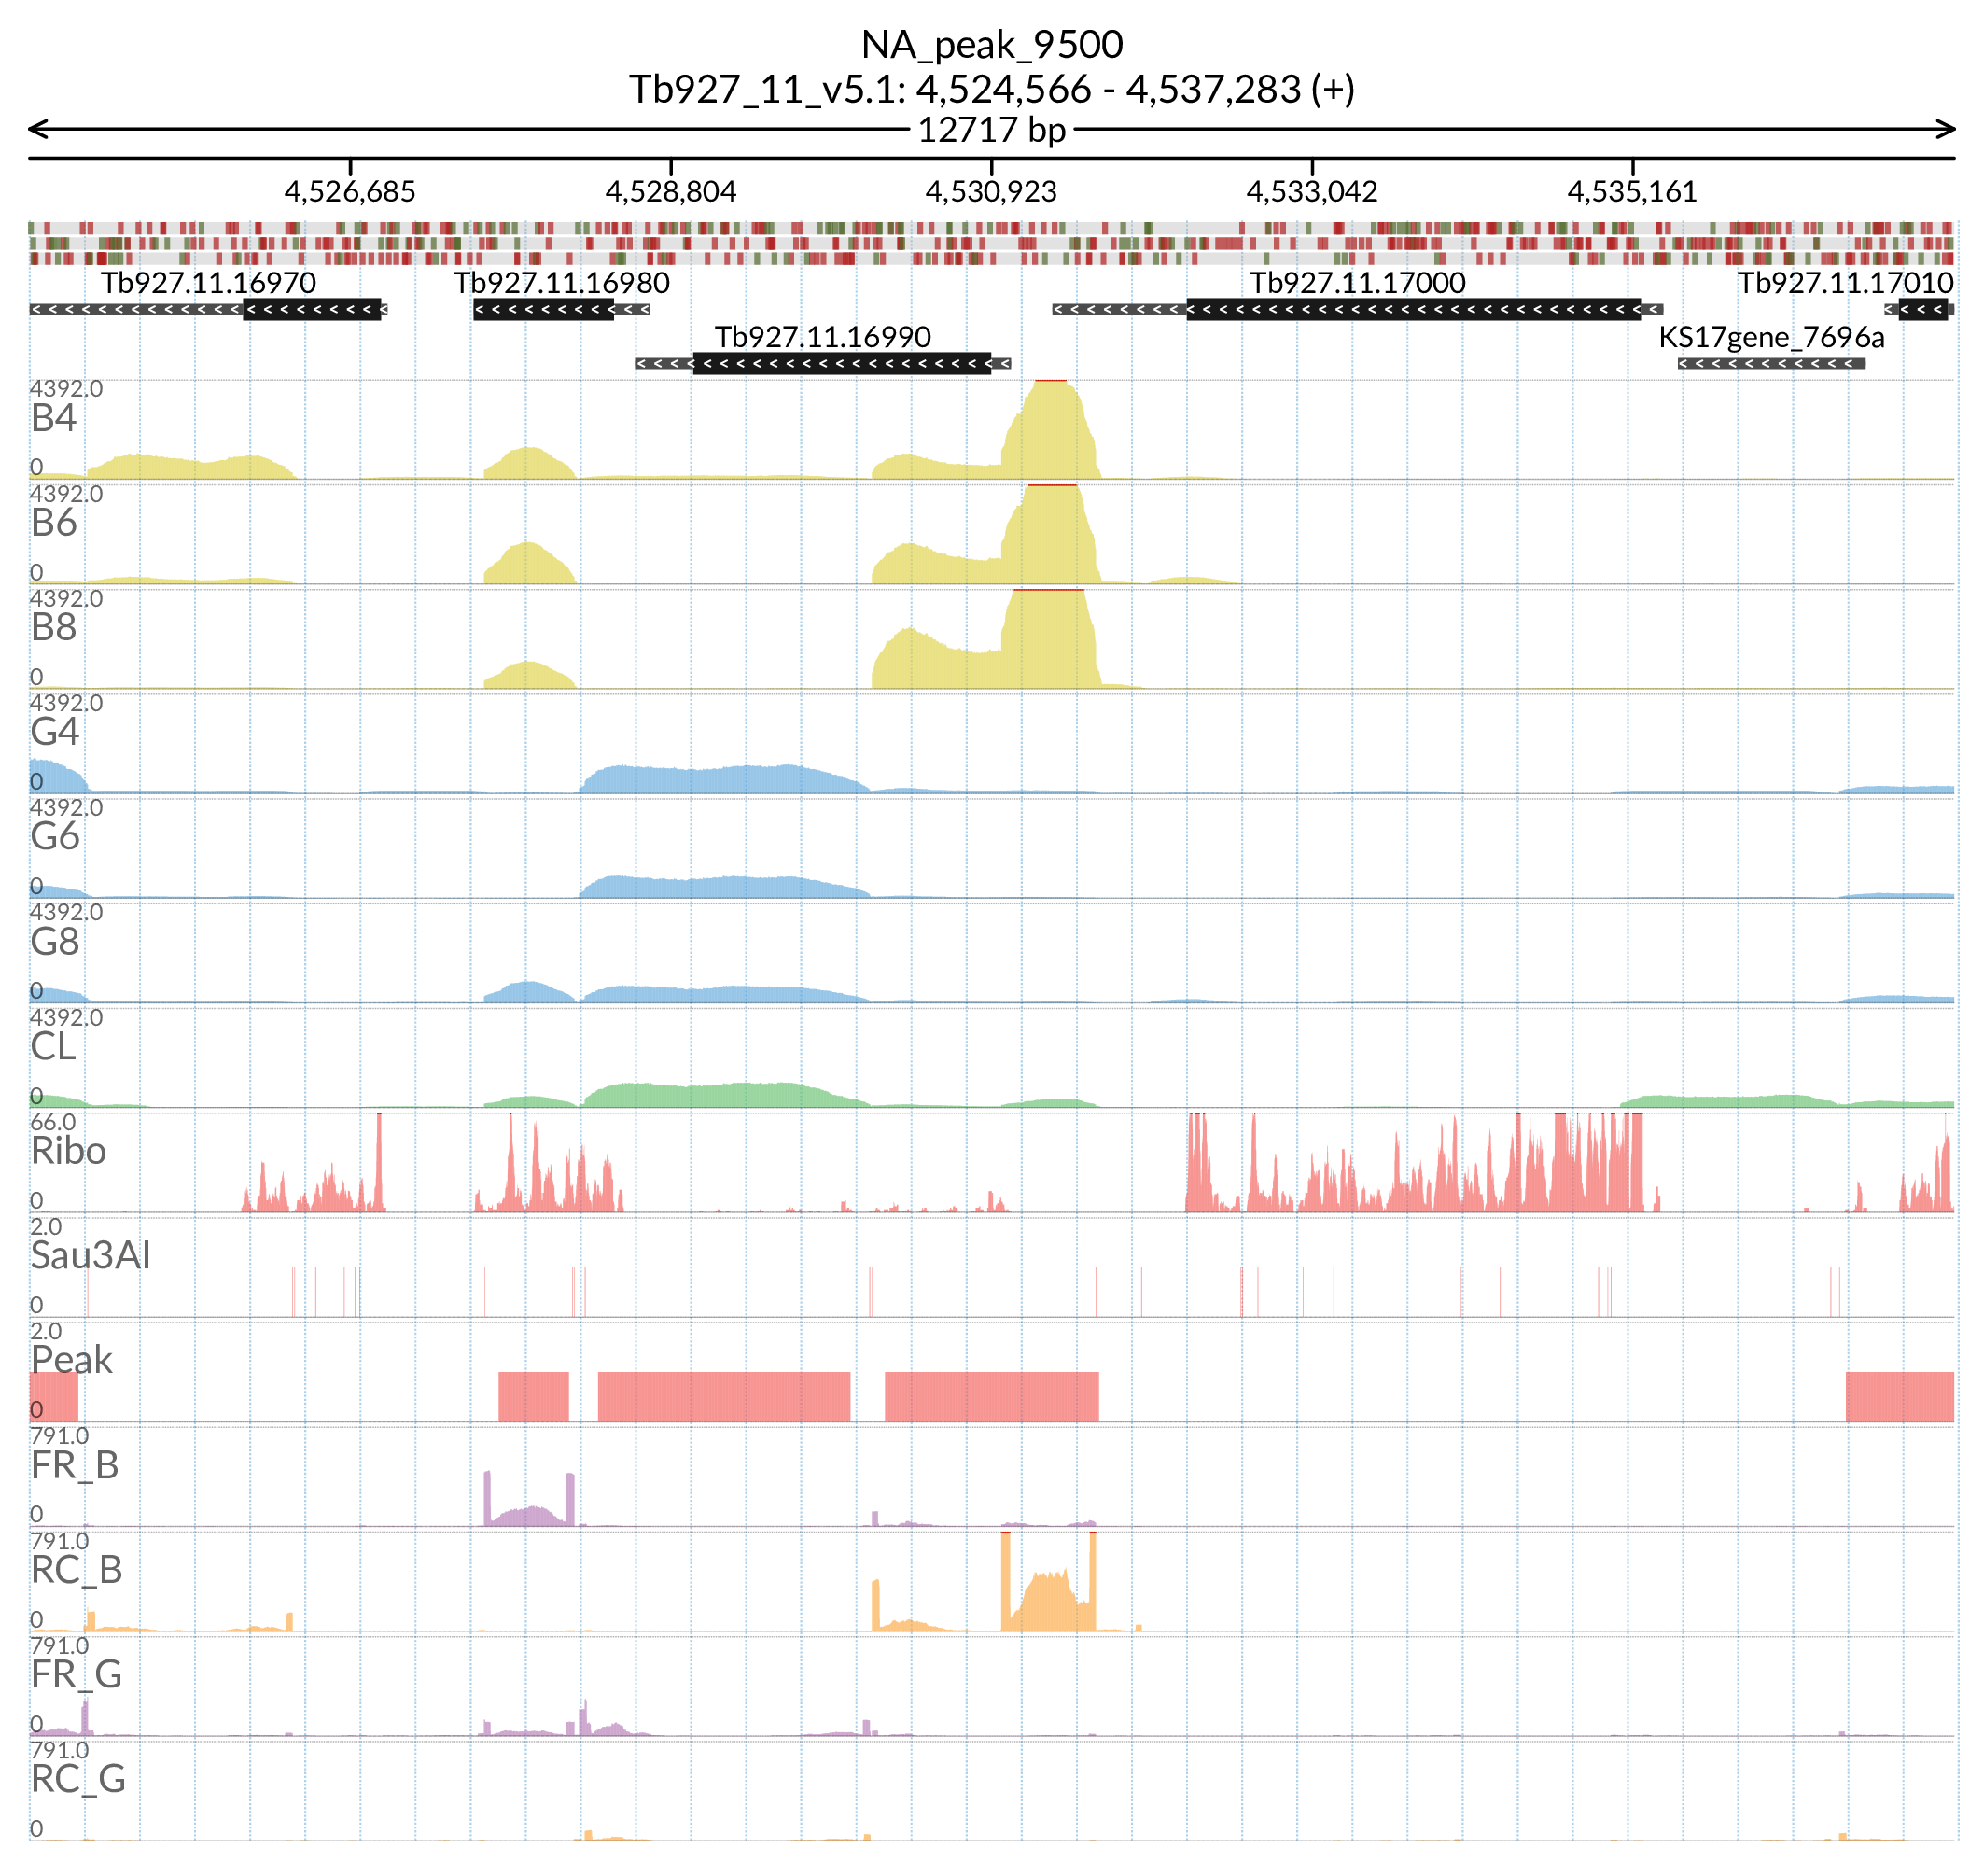 NA_peak_9500
Tb927_11_v5.1: 4,524,566 - 4,537,283 (+)
12717 bp
4,526,685 4,528,804 4,530,923 4,533,042 4,535,161
Tb927.11.16970 Tb927.11.16980 Tb927.11.17000 Tb927.11.17010
Tb927.11.16990 KS17gene_7696a
4392.0
B4
0
4392.0
B6
0
4392.0
B8
0
4392.0
G4
0
4392.0
G6
0
4392.0
G8
0
4392.0
CL
0
66.0
Ribo
0
2.0
Sau3AI
0
2.0
Peak
0
791.0
FR_B
0
791.0
RC_B
0
791.0
FR_G
0
791.0
RC_G
0